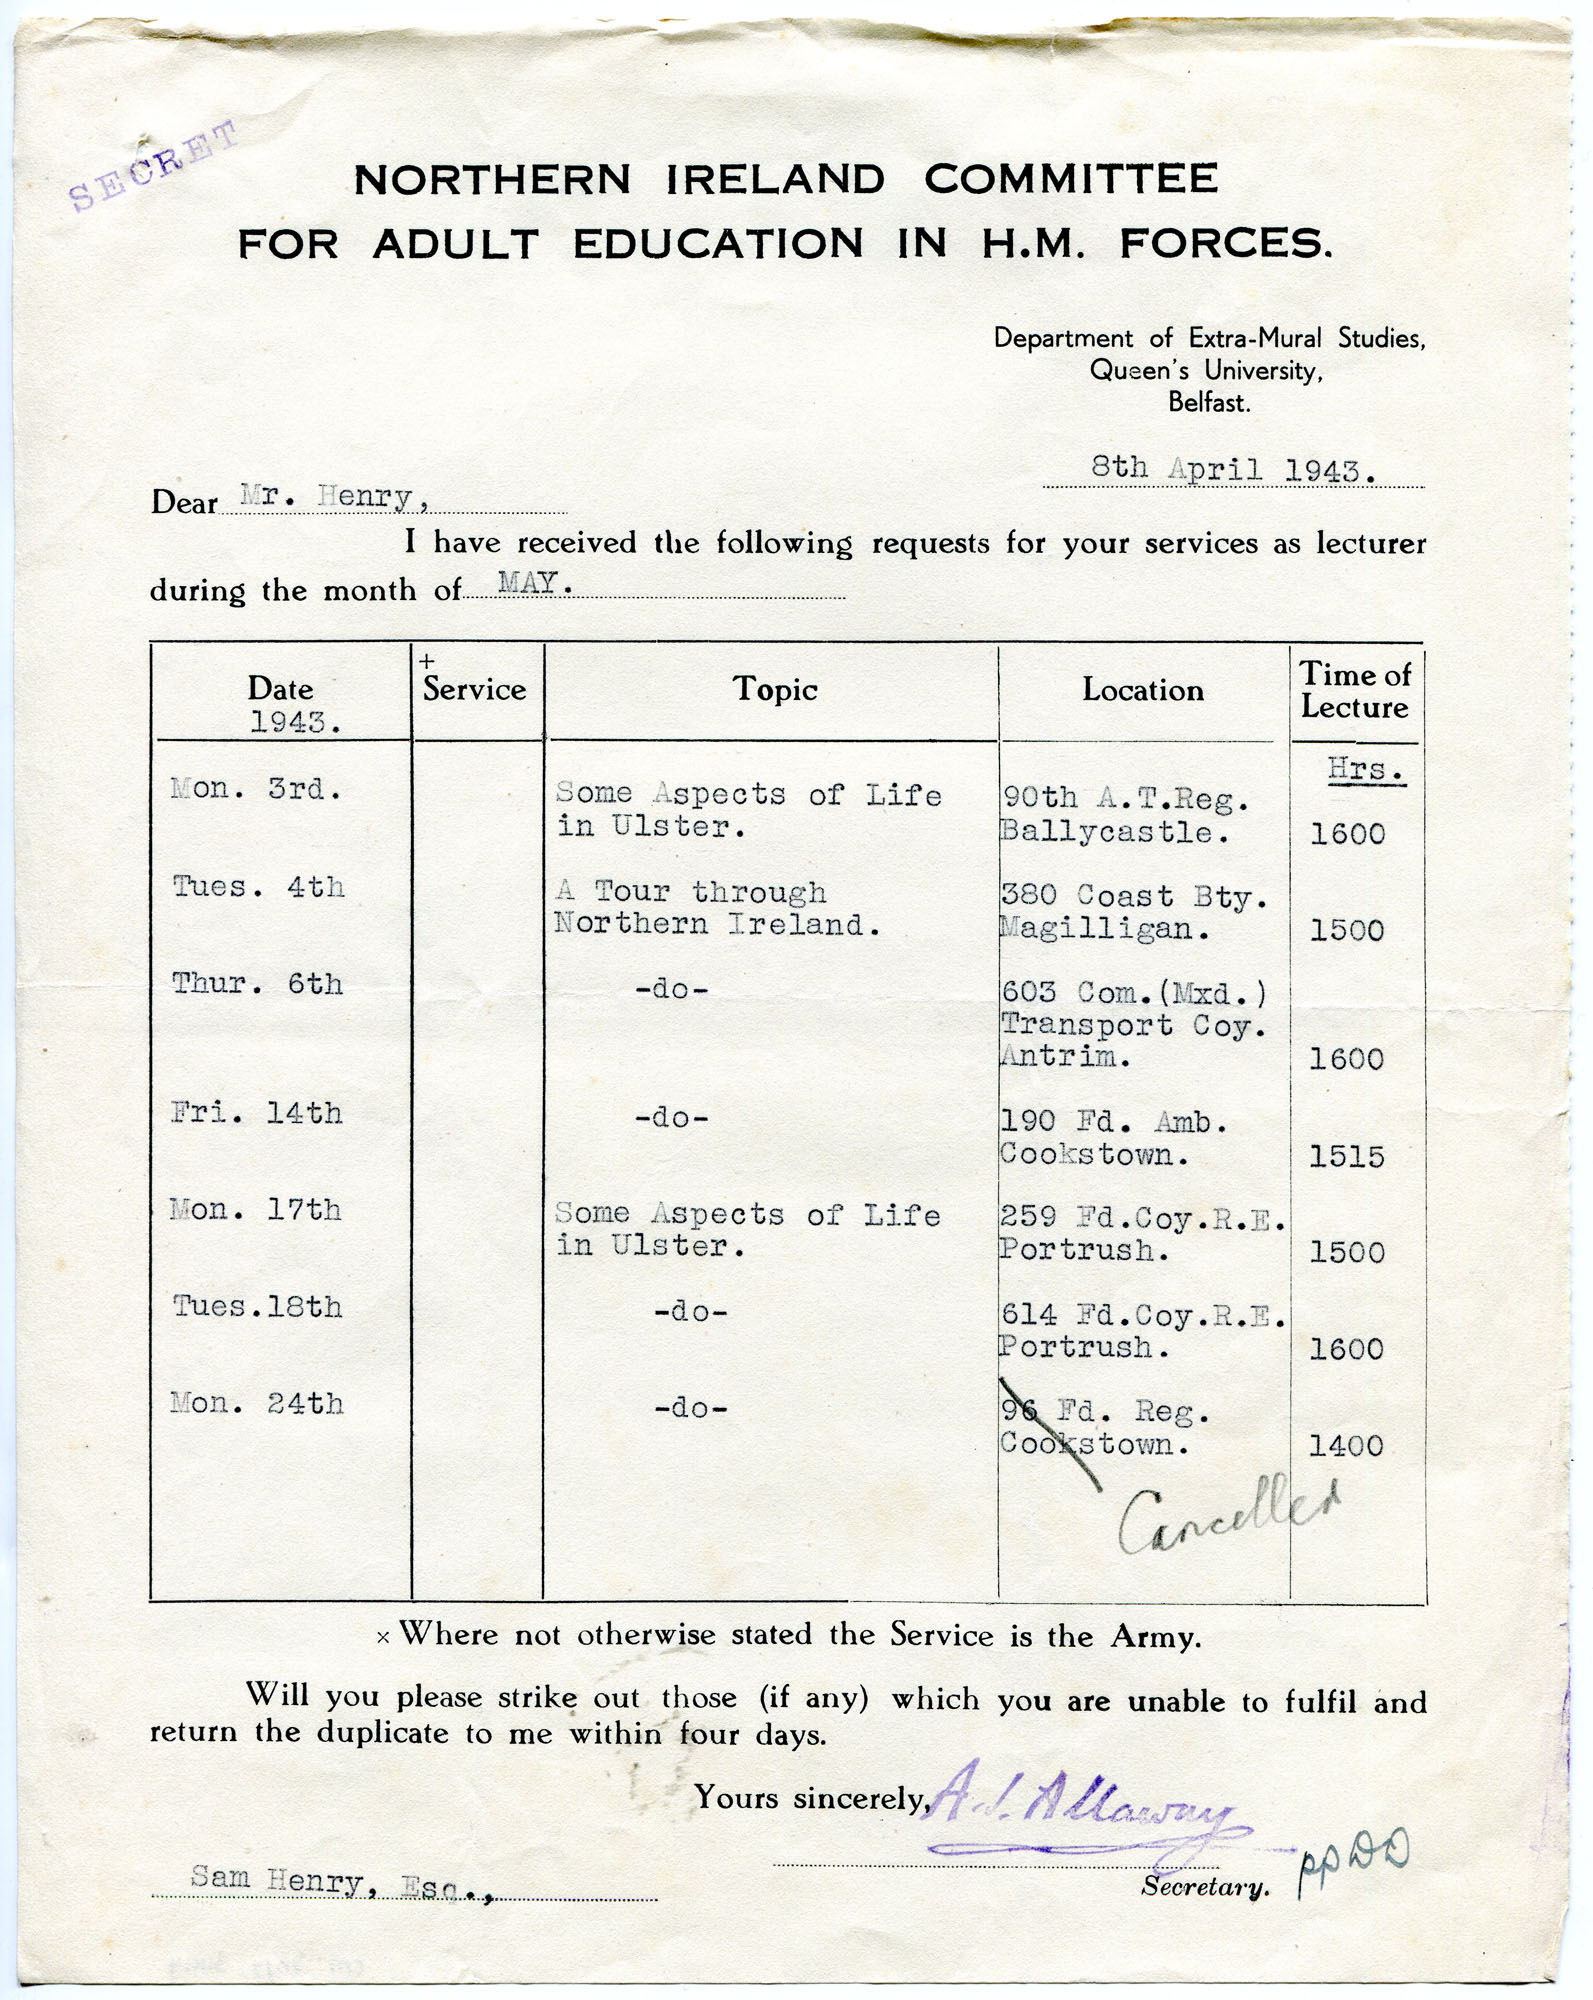 SECRET
NORTHERN IRELAND COMMITTEE
FOR ADULT EDUCATION IN H.M. FORCES.
Department of Extra-Mural Studies,
Queen's University,
Belfast.
8th April 1943.
Dear Mr. Henry,
I have received the following requests for your services as lecturer
during the month of MAY.
Date 1943. + Service Topic Location Time of Lecture
Hrs.
Mon. 3rd. Some Aspects of Life 90th A.T.Reg.
in Ulster. Ballycastle. 1600
Tues. 4th A Tour through 380 Coast Bty.
Northern Ireland. Magilligan. 1500
Thur. 6th -do- 603 Com.(Mxd.)
Transport Coy.
Antrim. 1600
Fri. 14th -do- 190 Fd. Amb.
Cookstown. 1515
Mon. 17th Some Aspects of Life 259 Fd.Coy.R.E.
in Ulster. Portrush. 1500
Tues.18th -do- 614 Fd.Coy.R.E.
Portrush. 1600
Mon. 24th -do- 96 Fd. Reg.
Cookstown. 1400
Cancelled
× Where not otherwise stated the Service is the Army.
Will you please strike out those (if any) which you are unable to fulfil and
return the duplicate to me within four days.
Yours sincerely, A.J. Allaway
Sam Henry, Esq.,
Secretary. pp DD